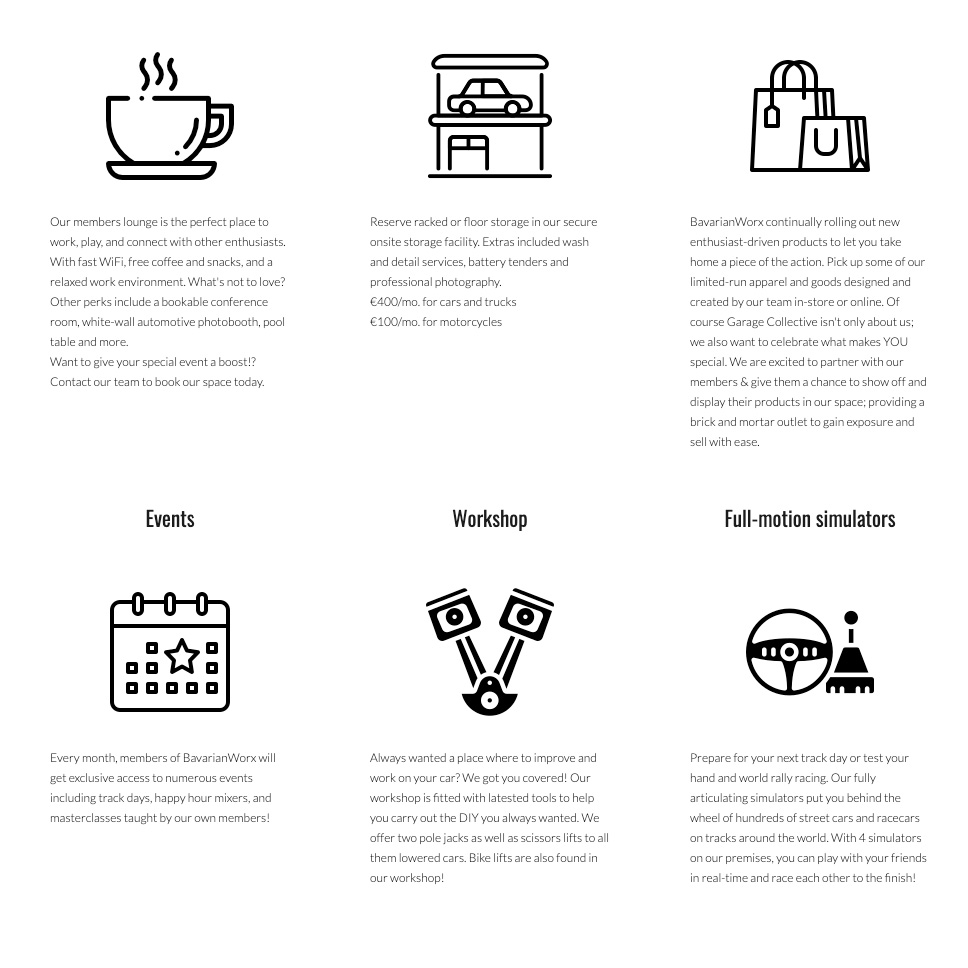 Our members lounge is the perfect place to
work, play, and connect with other enthusiasts.
With fast WiFi, free coffee and snacks, and a
relaxed work environment. What's not to love?
Other perks include a bookable conference
room, white-wall automotive photobooth, pool
table and more.
Want to give your special event a boost!?
Contact our team to book our space today.
Reserve racked or floor storage in our secure
onsite storage facility. Extras included wash
and detail services, battery tenders and
professional photography.
€400/mo. for cars and trucks
€100/mo. for motorcycles
BavarianWorx continually rolling out new
enthusiast-driven products to let you take
home a piece of the action. Pick up some of our
limited-run apparel and goods designed and
created by our team in-store or online. Of
course Garage Collective isn't only about us;
we also want to celebrate what makes YOU
special. We are excited to partner with our
members & give them a chance to show off and
display their products in our space; providing a
brick and mortar outlet to gain exposure and
sell with ease.
Events
Every month, members of BavarianWorx will
get exclusive access to numerous events
including track days, happy hour mixers, and
masterclasses taught by our own members!
Workshop
Always wanted a place where to improve and
work on your car? We got you covered! Our
workshop is fitted with latested tools to help
you carry out the DIY you always wanted. We
offer two pole jacks as well as scissors lifts to all
them lowered cars. Bike lifts are also found in
our workshop!
Full-motion simulators
Prepare for your next track day or test your
hand and world rally racing. Our fully
articulating simulators put you behind the
wheel of hundreds of street cars and racecars
on tracks around the world. With 4 simulators
on our premises, you can play with your friends
in real-time and race each other to the finish!